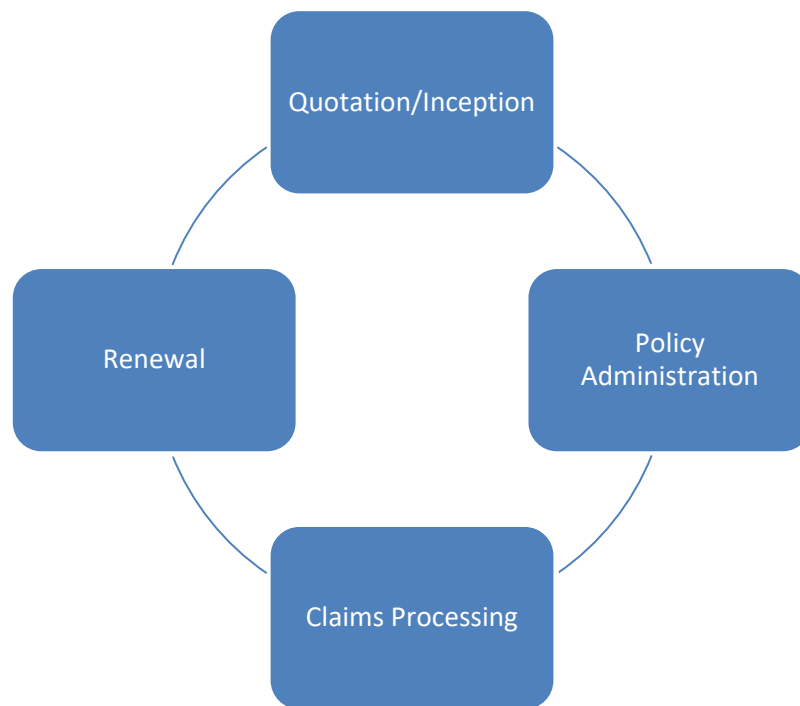 Quotation/Inception
Renewal
Policy
Administration
Claims Processing